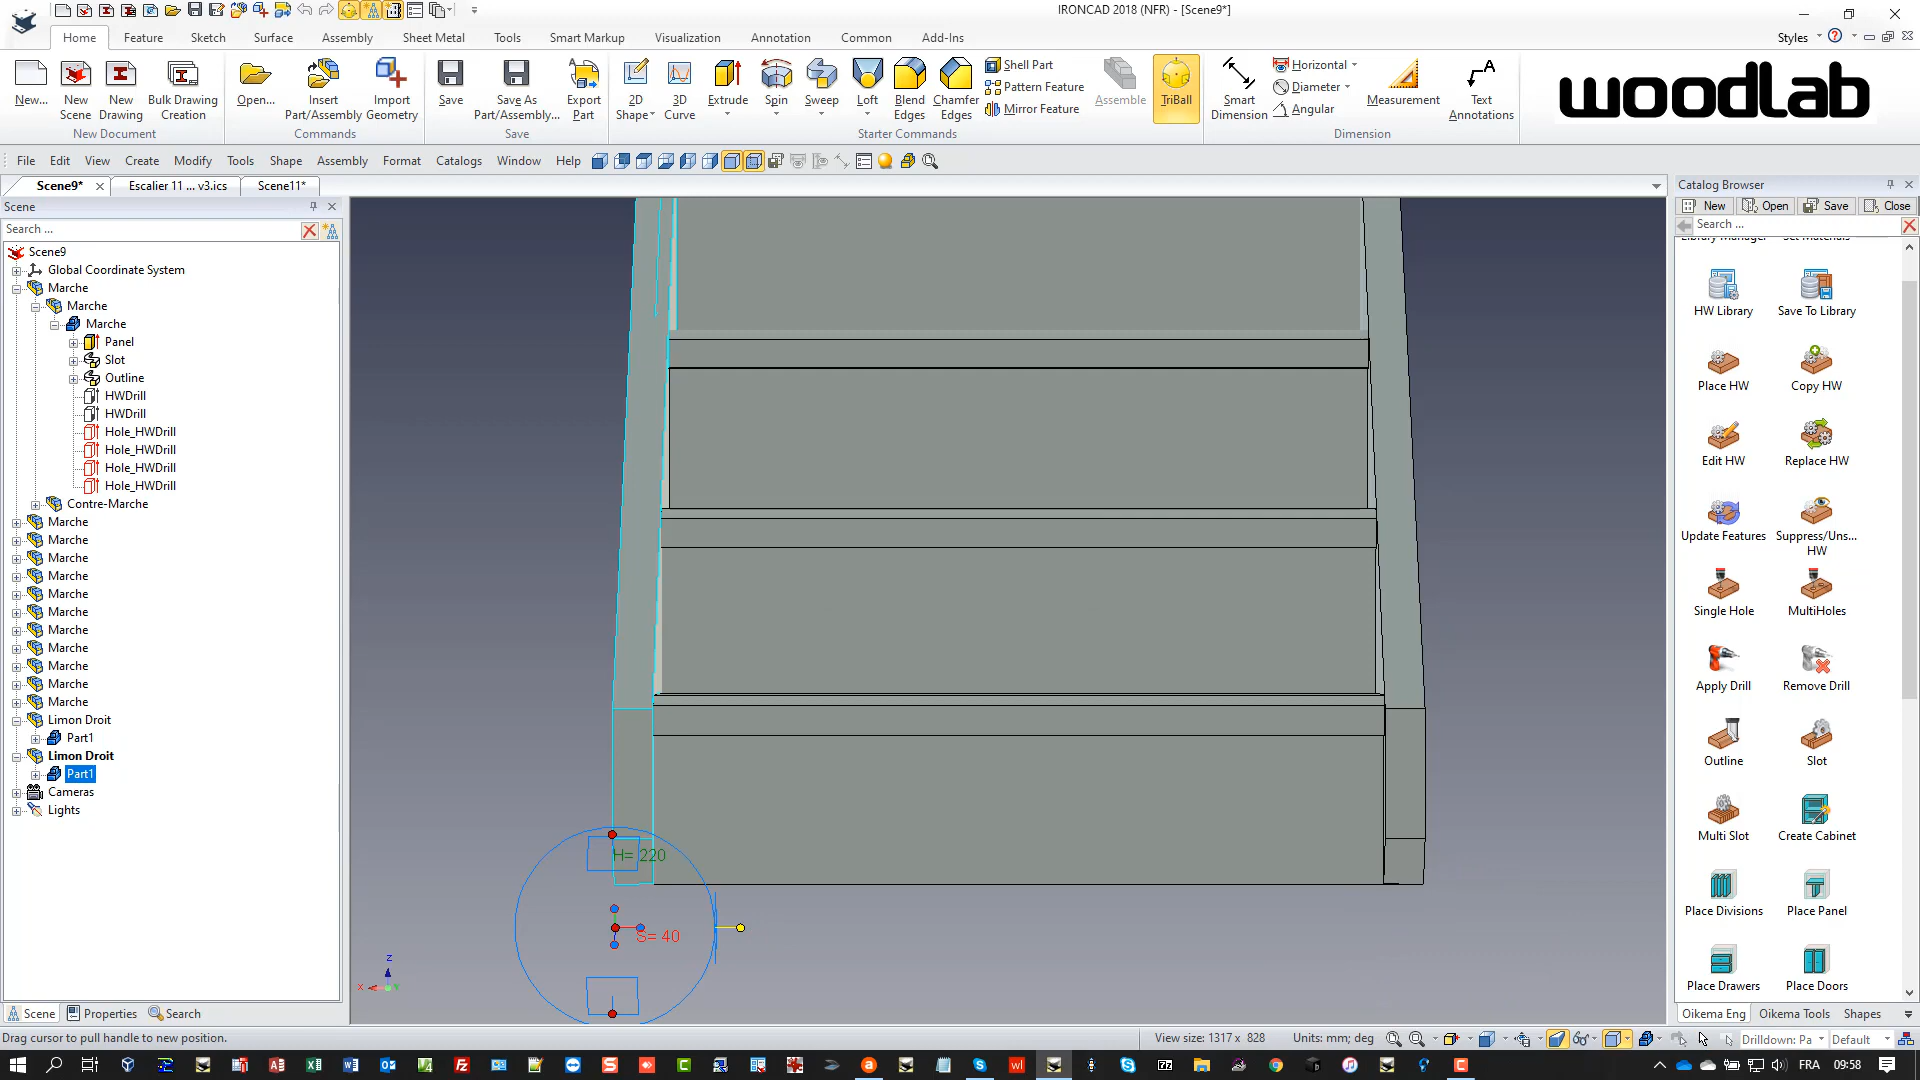 IRONCAD 2018 (NFR) - [Scene9*]
Home Feature Sketch Surface Assembly Sheet Metal Tools Smart Markup Visualization Annotation Common Add-Ins Styles
New... New Scene New Drawing Bulk Drawing Creation
New Document
Open... Insert Part/Assembly Import Geometry
Commands
Save Save As Part/Assembly... Export Part
Save
2D Shape 3D Curve Extrude Spin Sweep Loft Blend Edges Chamfer Edges
Shell Part
Pattern Feature
Mirror Feature
Assemble TriBall
Starter Commands
Smart Dimension
Horizontal
Diameter
Angular
Measurement Text Annotations
Dimension
woodlab
File Edit View Create Modify Tools Shape Assembly Format Catalogs Window Help
Scene9* Escalier 11 ... v3.ics Scene11*
Scene
Search ...
Scene9
Global Coordinate System
Marche
Marche
Marche
Panel
Slot
Outline
HWDrill
HWDrill
Hole_HWDrill
Hole_HWDrill
Hole_HWDrill
Hole_HWDrill
Contre-Marche
Marche
Marche
Marche
Marche
Marche
Marche
Marche
Marche
Marche
Marche
Marche
Limon Droit
Part1
Limon Droit
Part1
Cameras
Lights
Scene Properties Search
H= 220
S= 40
Z
X
Y
Catalog Browser
New Open Save Close
Search ...
Library Manager Set Materials
HW Library Save To Library
Place HW Copy HW
Edit HW Replace HW
Update Features Suppress/Uns... HW
Single Hole MultiHoles
Apply Drill Remove Drill
Outline Slot
Multi Slot Create Cabinet
Place Divisions Place Panel
Place Drawers Place Doors
Oikema Eng Oikema Tools Shapes
Drag cursor to pull handle to new position.
View size: 1317 x 828 Units: mm; deg Drilldown: Pa Default
FRA 09:58